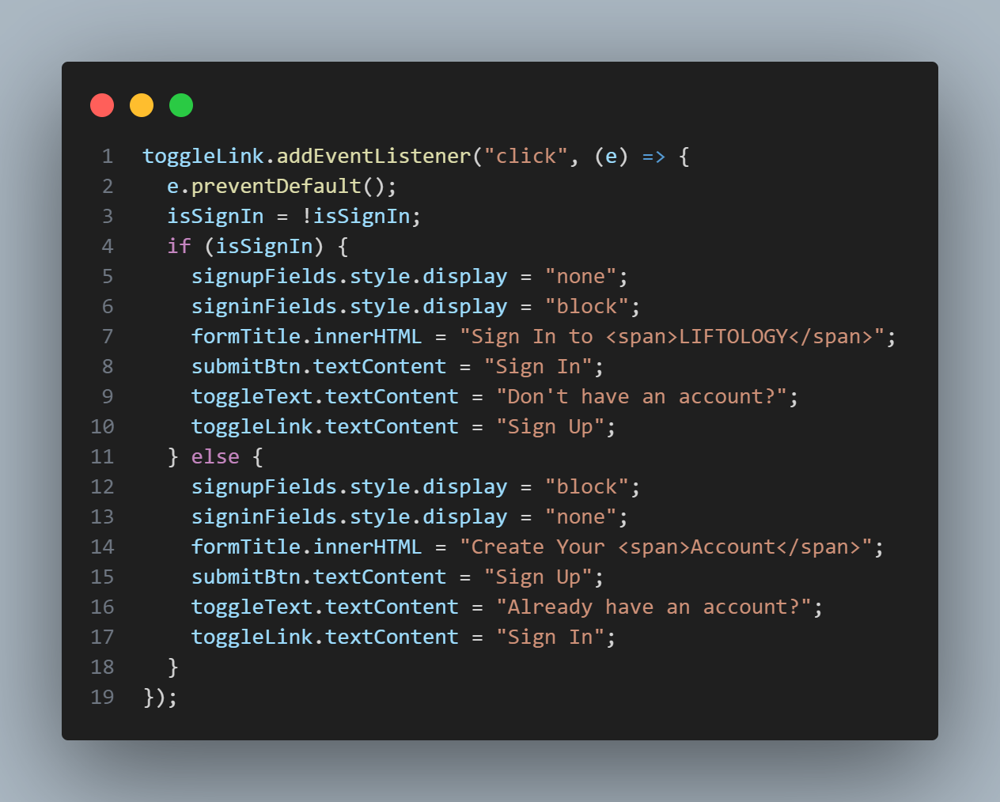 1 toggleLink.addEventListener("click", (e) => {
2   e.preventDefault();
3   isSignIn = !isSignIn;
4   if (isSignIn) {
5     signupFields.style.display = "none";
6     signinFields.style.display = "block";
7     formTitle.innerHTML = "Sign In to <span>LIFTOLOGY</span>";
8     submitBtn.textContent = "Sign In";
9     toggleText.textContent = "Don't have an account?";
10     toggleLink.textContent = "Sign Up";
11   } else {
12     signupFields.style.display = "block";
13     signinFields.style.display = "none";
14     formTitle.innerHTML = "Create Your <span>Account</span>";
15     submitBtn.textContent = "Sign Up";
16     toggleText.textContent = "Already have an account?";
17     toggleLink.textContent = "Sign In";
18   }
19 });